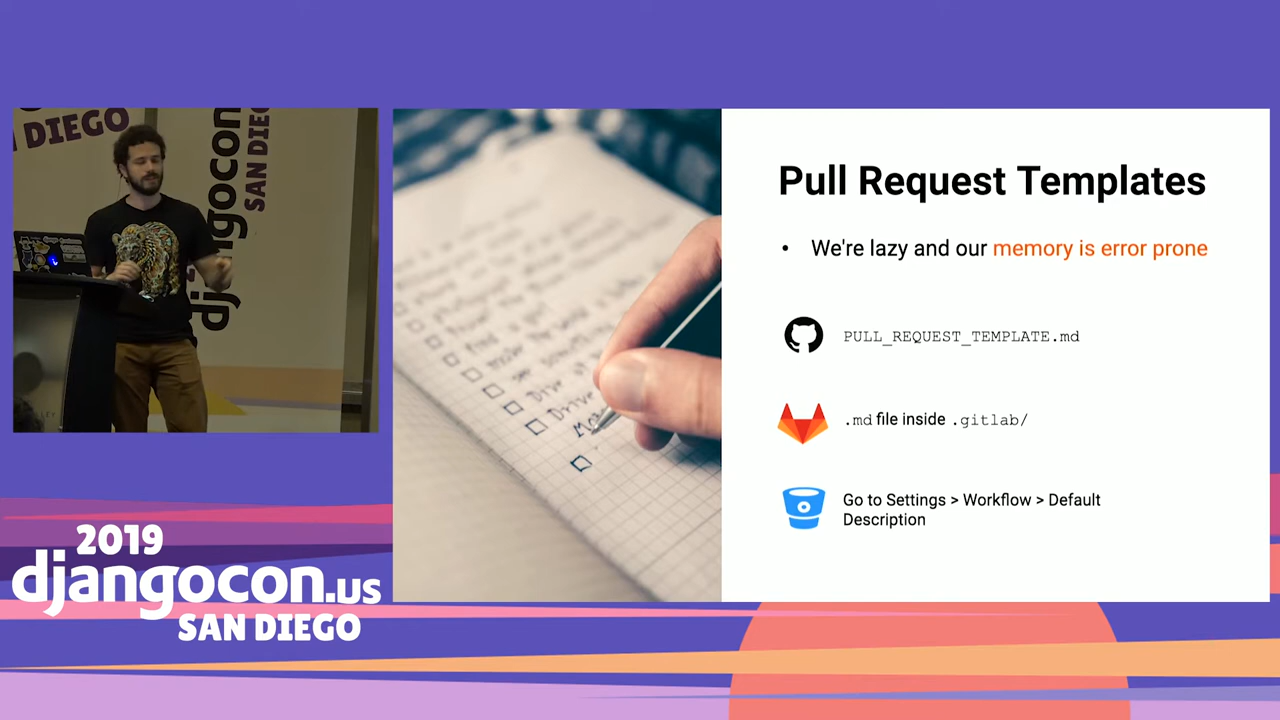 DIEGO
djangocon
SAN DIEGO
Pull Request Templates
• We're lazy and our memory is error prone
PULL_REQUEST_TEMPLATE.md
.md file inside .gitlab/
Go to Settings > Workflow > Default
Description
2019
djangocon.us
SAN DIEGO